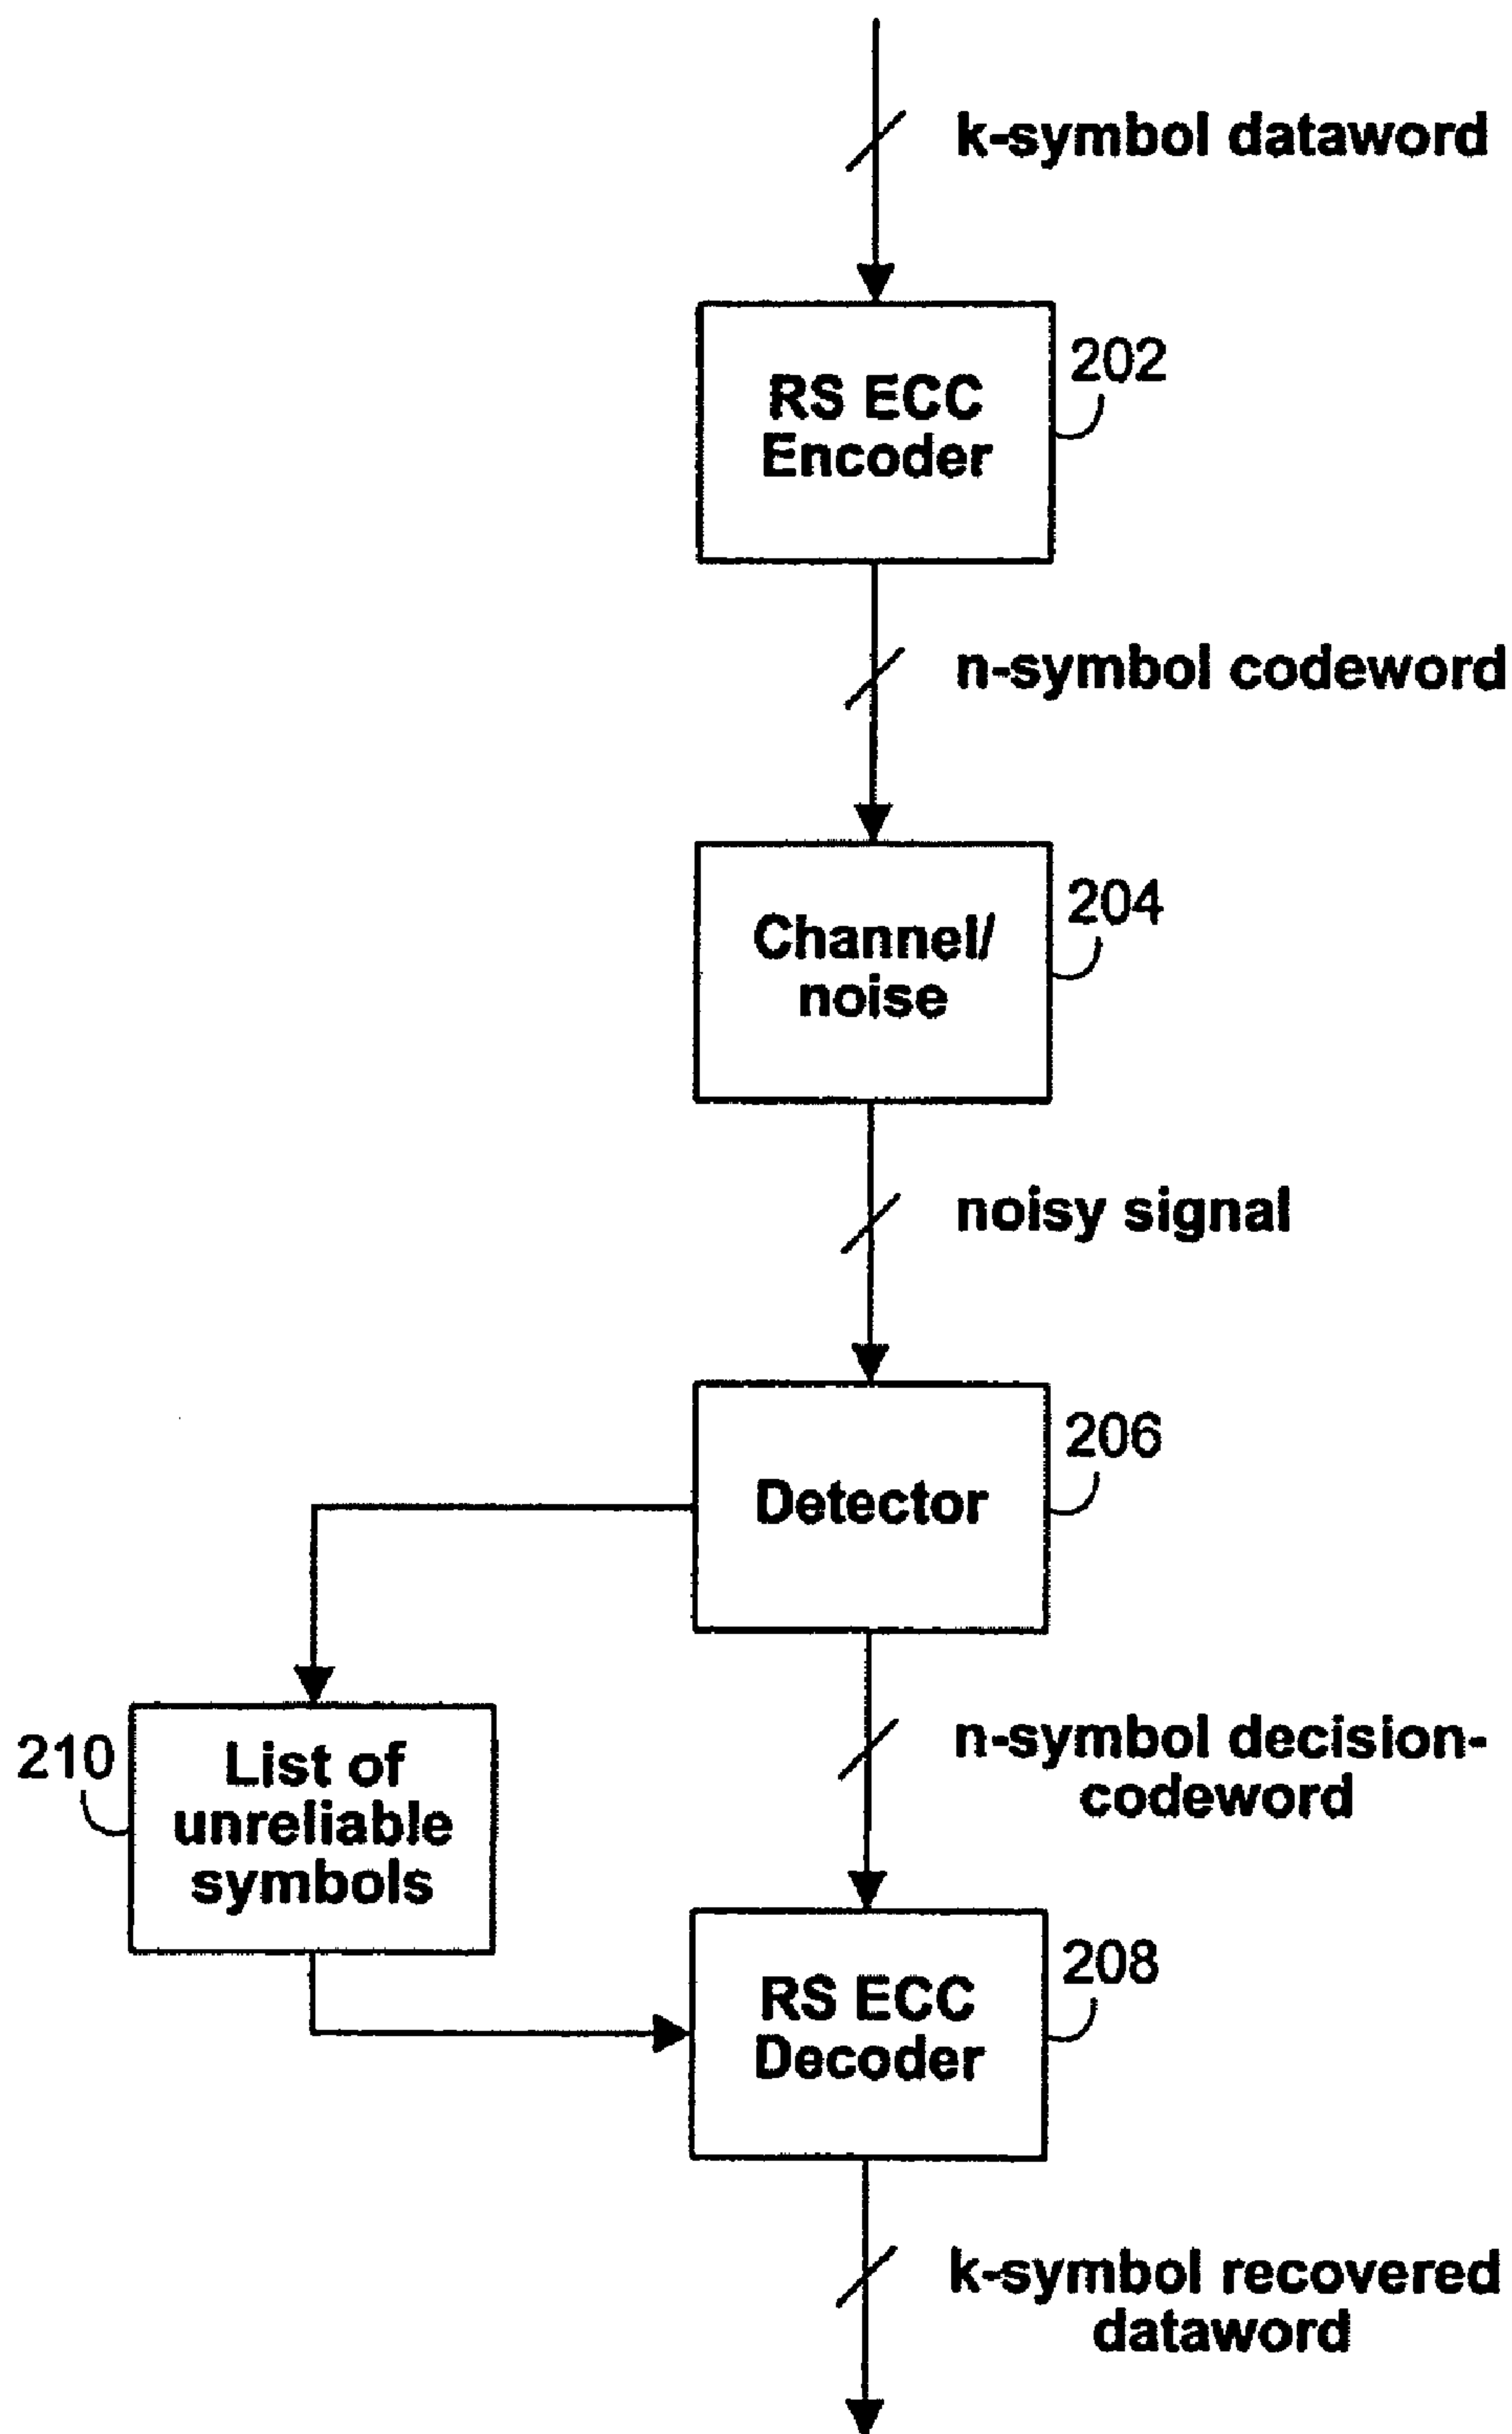 k-symbol dataword
RS ECC
Encoder
202
n-symbol codeword
Channel/
noise
204
noisy signal
Detector
206
n-symbol decision-
codeword
210
List of
unreliable
symbols
RS ECC
Decoder
208
k-symbol recovered
dataword